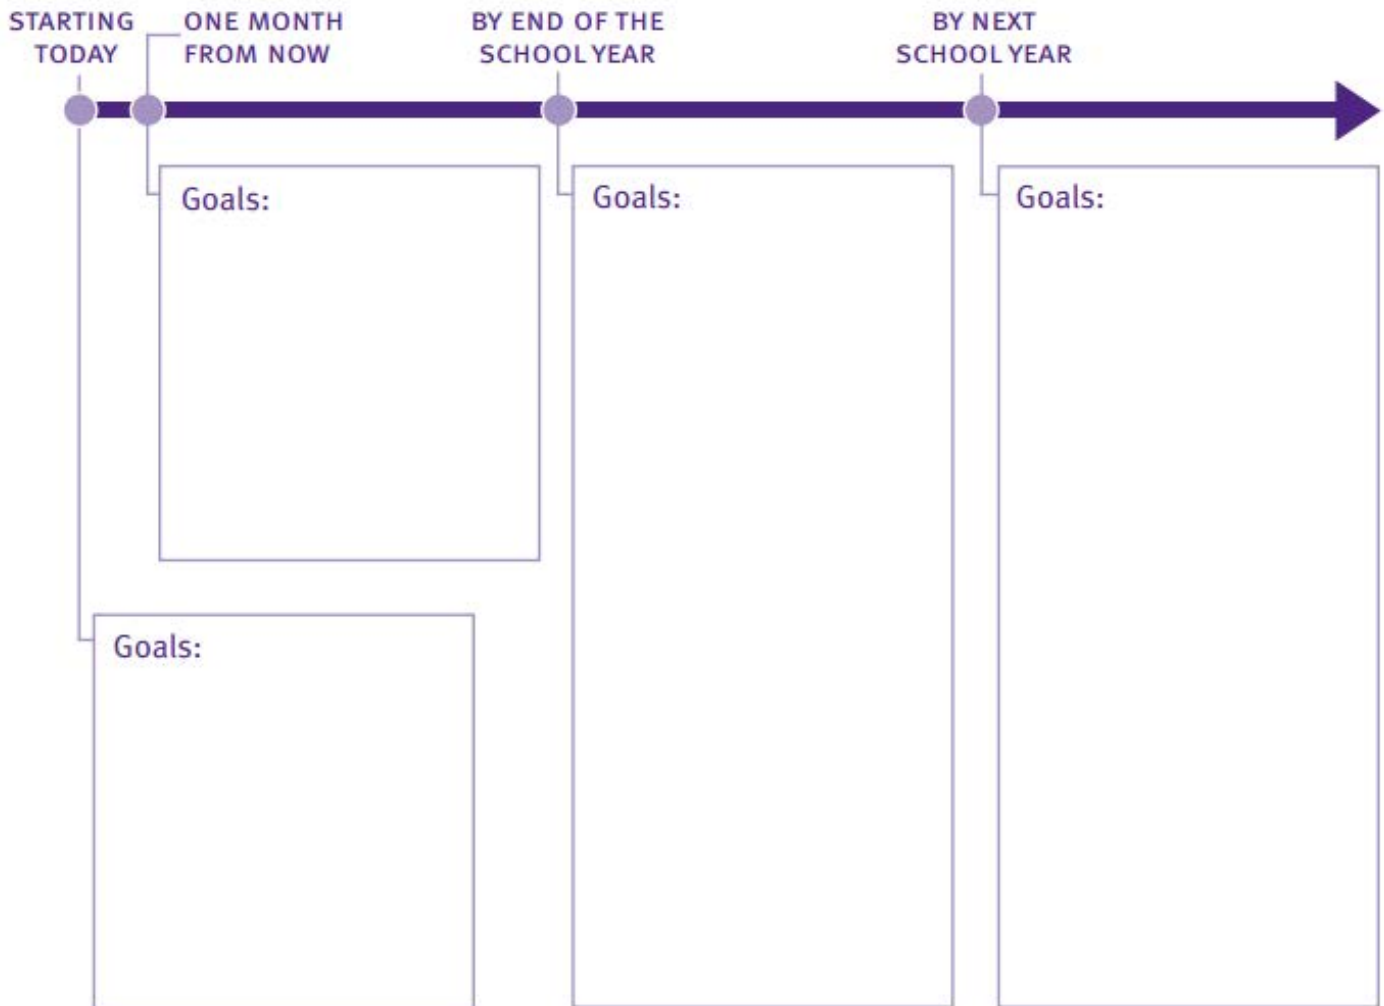 STARTING
TODAY
ONE MONTH
FROM NOW
BY END OF THE
SCHOOL YEAR
BY NEXT
SCHOOL YEAR
Goals:
Goals:
Goals:
Goals: